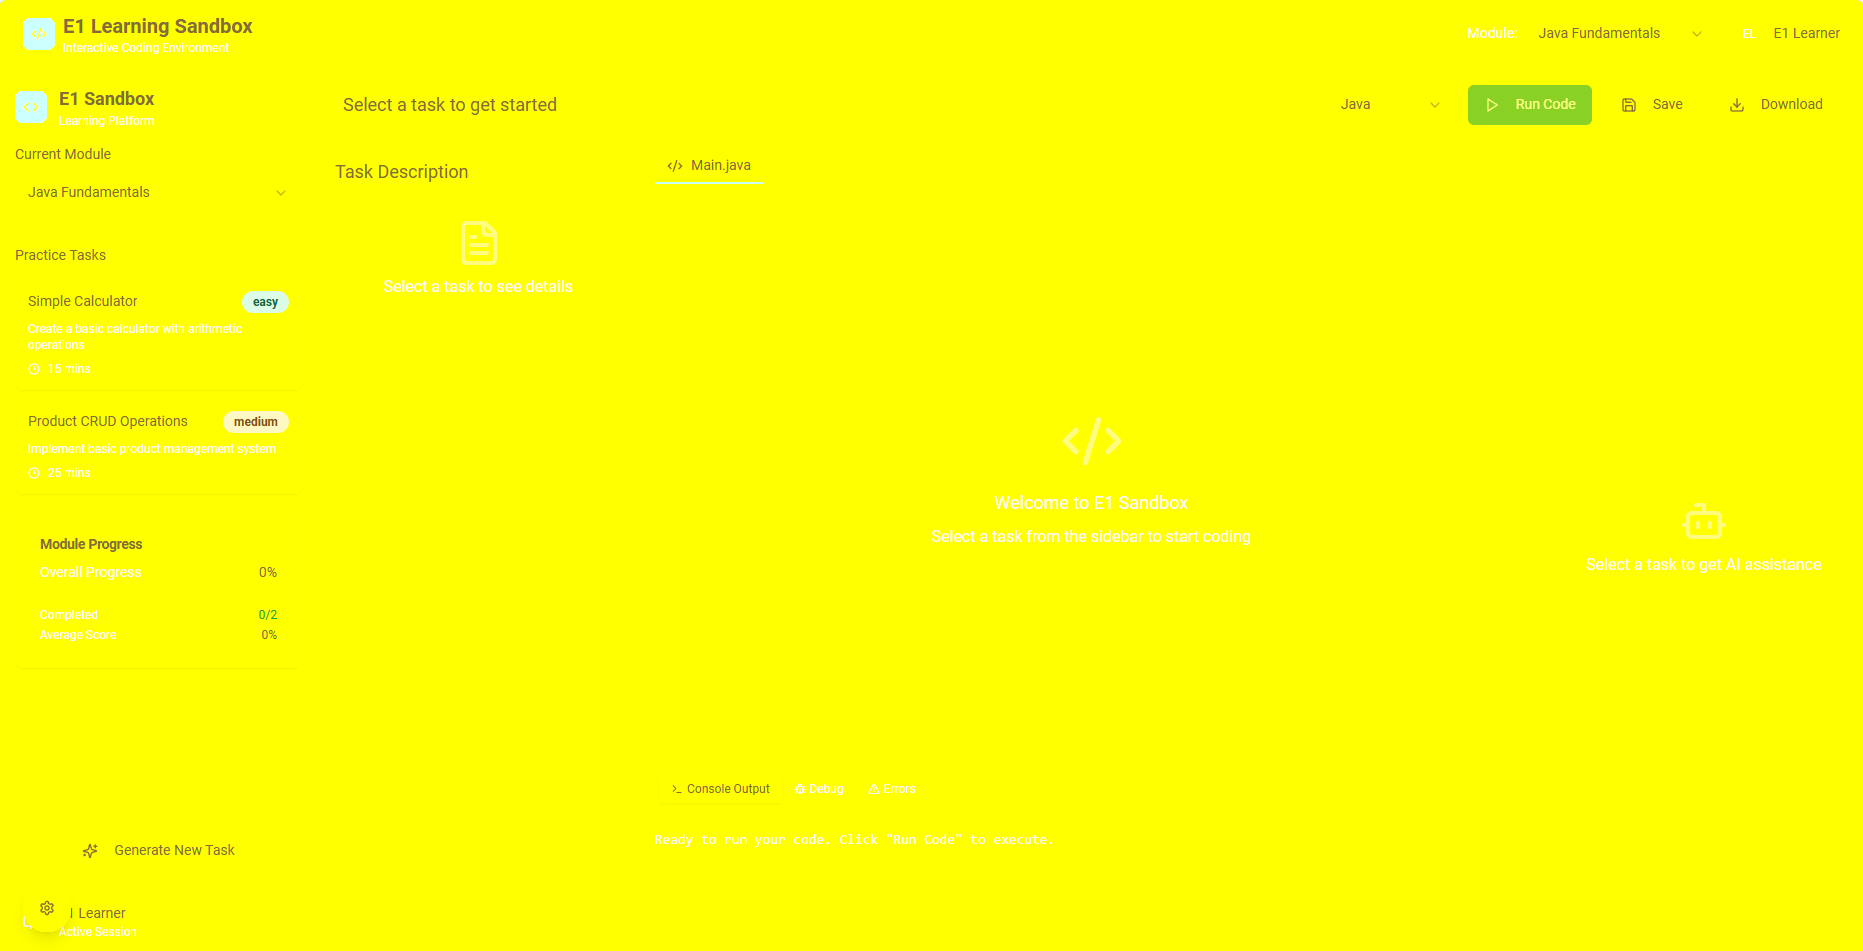 E1 Learning Sandbox
Interactive Coding Environment
Module:
Java Fundamentals
EL
E1 Learner
E1 Sandbox
Learning Platform
Current Module
Java Fundamentals
Practice Tasks
Simple Calculator
easy
Create a basic calculator with arithmetic
operations
15 mins
Product CRUD Operations
medium
Implement basic product management system
25 mins
Module Progress
Overall Progress
0%
Completed
0/2
Average Score
0%
Generate New Task
Learner
Active Session
Select a task to get started
Java
Run Code
Save
Download
Task Description
Select a task to see details
Main.java
Welcome to E1 Sandbox
Select a task from the sidebar to start coding
Console Output
Debug
Errors
Ready to run your code. Click "Run Code" to execute.
Select a task to get AI assistance